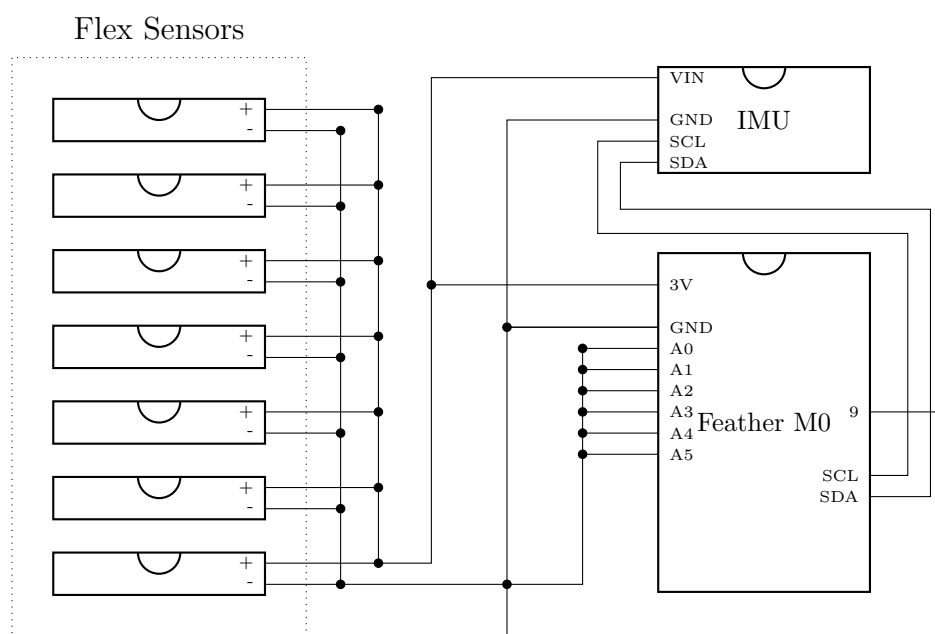 Flex Sensors
+
-
+
-
+
-
+
-
+
-
+
-
+
-
VIN
GND
SCL
SDA
IMU
3V
GND
A0
A1
A2
A3
A4
A5
Feather M0
9
SCL
SDA